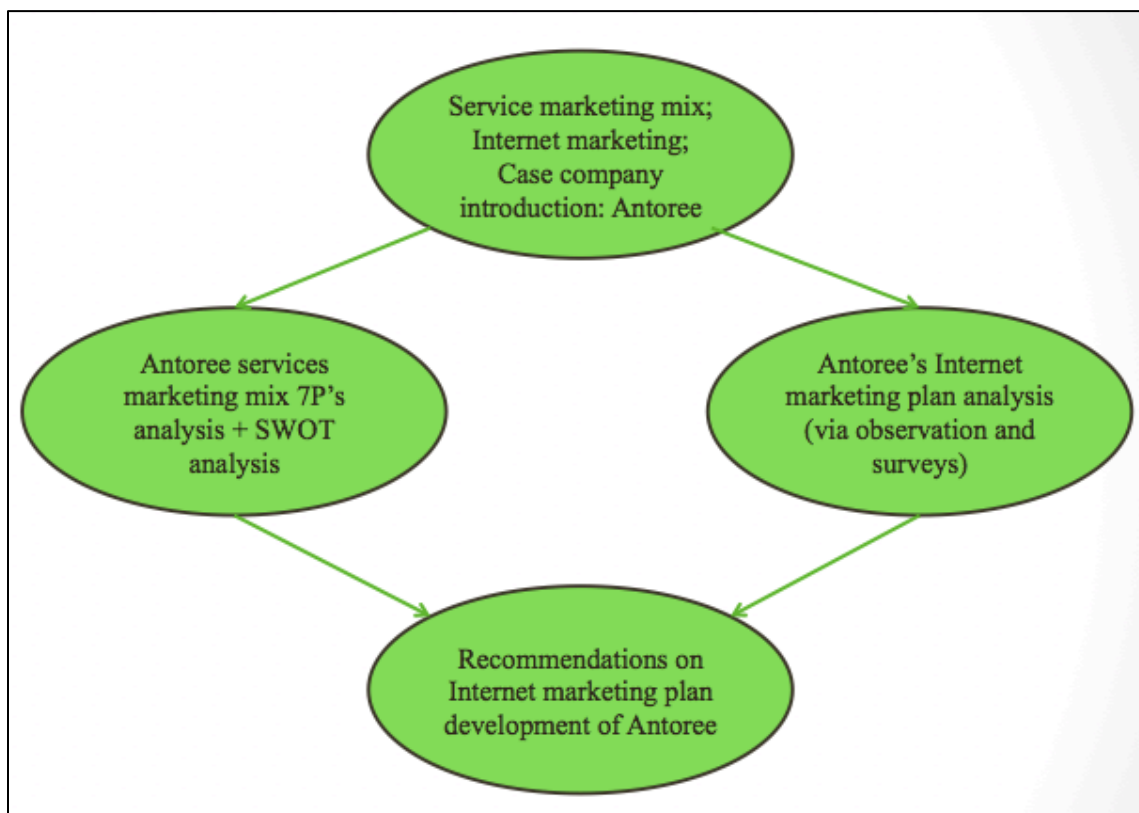 Service marketing mix;
Internet marketing;
Case company
introduction: Antoree
Antoree services
marketing mix 7P’s
analysis + SWOT
analysis
Antoree’s Internet
marketing plan analysis
(via observation and
surveys)
Recommendations on
Internet marketing plan
development of Antoree